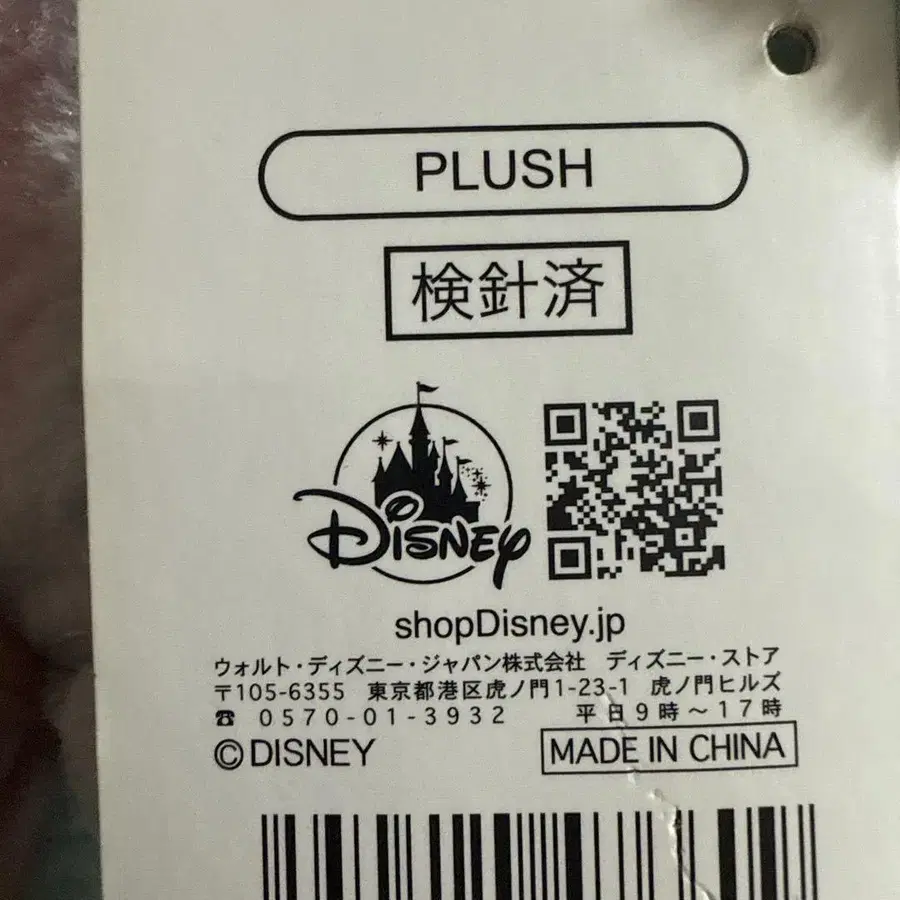 PLUSH
検針済
DISNEY
shopDisney.jp
ウォルト・ディズニー・ジャパン株式会社 ディズニー・ストア
〒105-6355 東京都港区虎ノ門1-23-1 虎ノ門ヒルズ
☎ 0570-01-3932 平日9時～17時
©DISNEY MADE IN CHINA